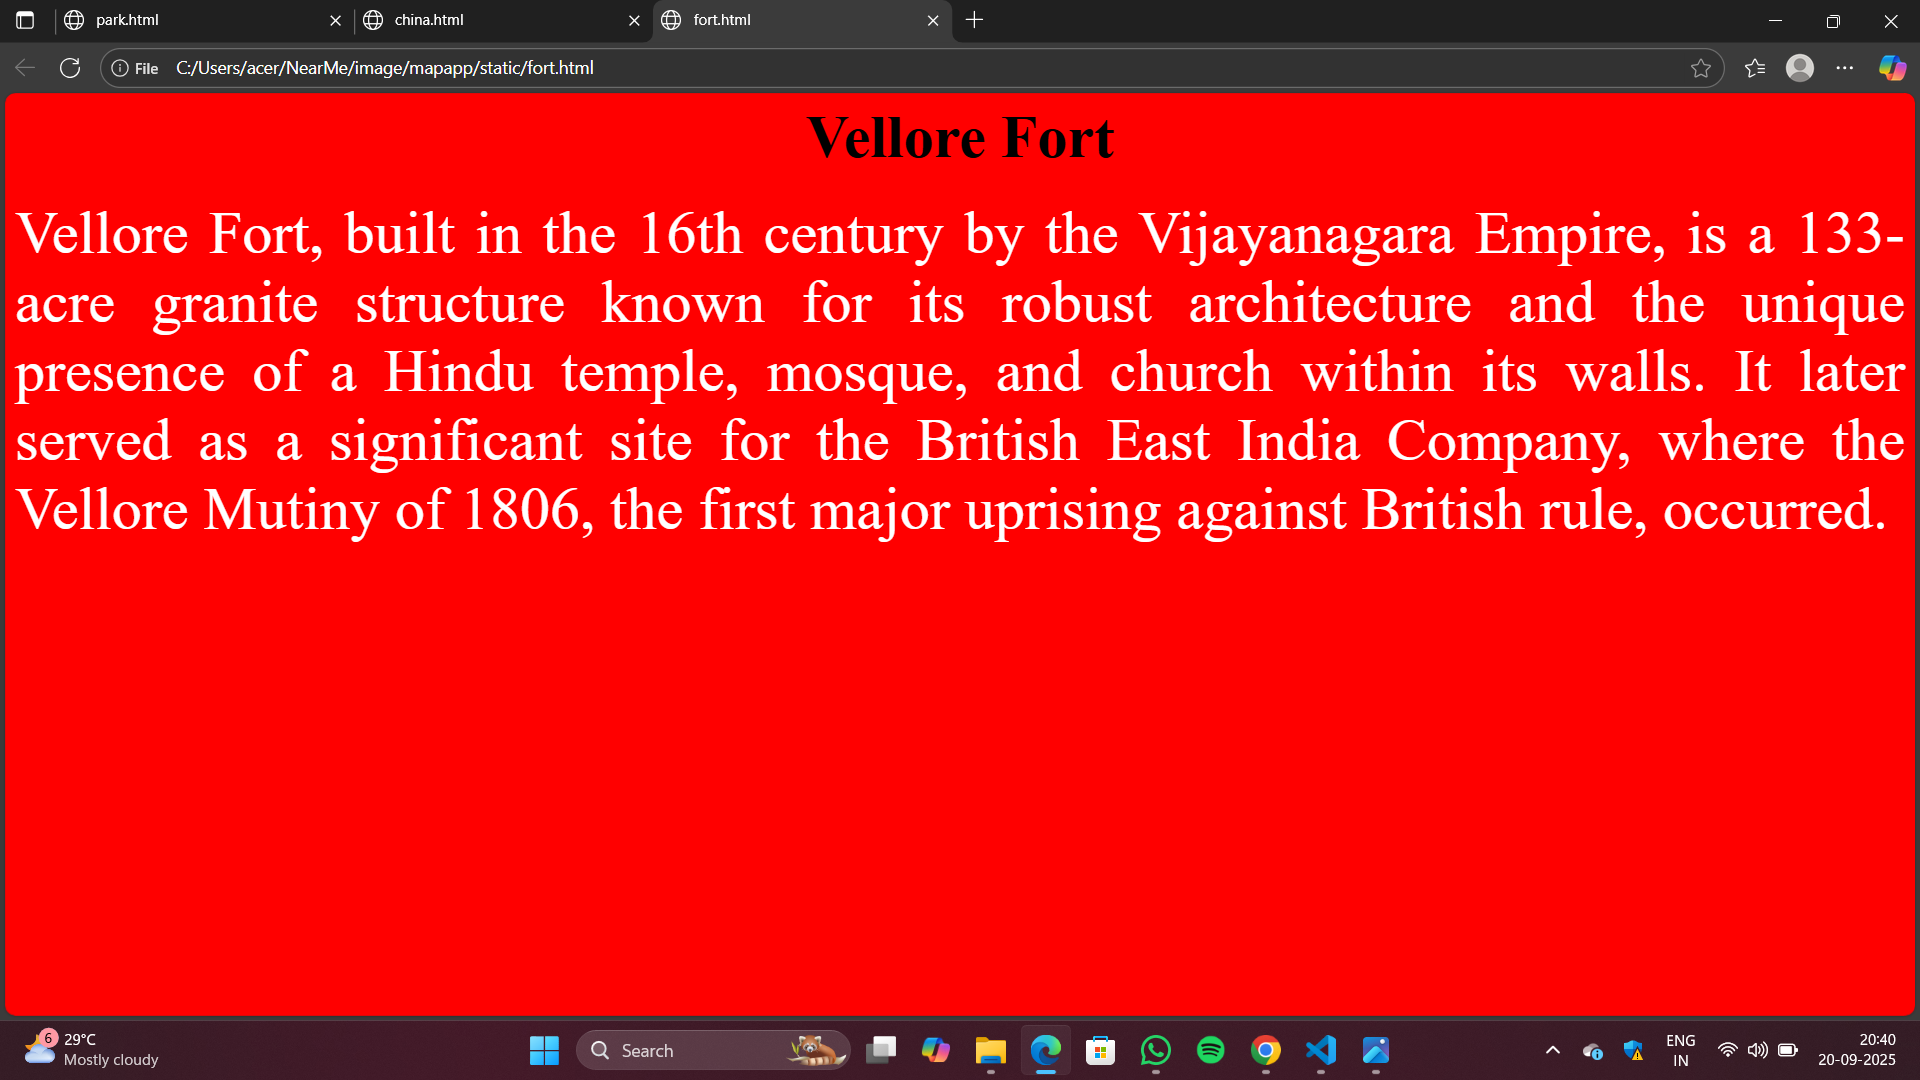 park.html
china.html
fort.html
File
C:/Users/acer/NearMe/image/mapapp/static/fort.html
Vellore Fort
Vellore Fort, built in the 16th century by the Vijayanagara Empire, is a 133-
acre granite structure known for its robust architecture and the unique
presence of a Hindu temple, mosque, and church within its walls. It later
served as a significant site for the British East India Company, where the
Vellore Mutiny of 1806, the first major uprising against British rule, occurred.
6
29°C
Mostly cloudy
Search
ENG
IN
20:40
20-09-2025